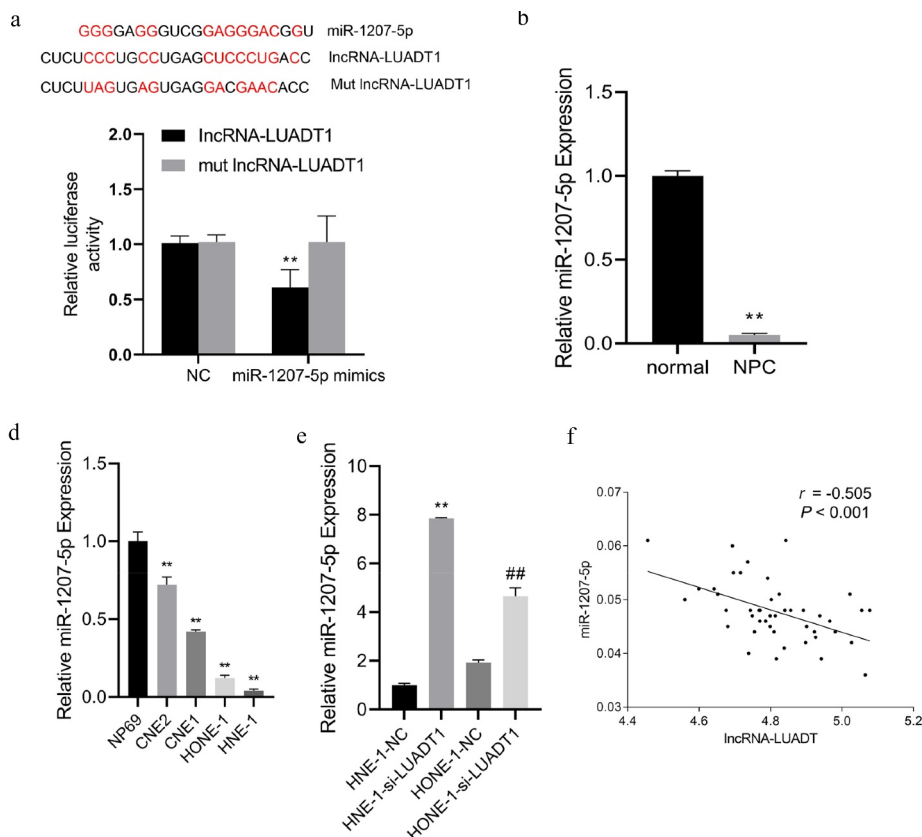 a
GGGGAGGGUCGGGAGGGACGGU miR-1207-5p
CUCUCCCUGCCUGAGCUCCCUGACC lncRNA-LUADT1
CUCUUAGUGAGUGAGGACGAACACC Mut lncRNA-LUADT1
Relative luciferase activity
2.0
1.5
1.0
0.5
0.0
lncRNA-LUADT1
mut lncRNA-LUADT1
**
NC miR-1207-5p mimics
b
Relative miR-1207-5p Expression
1.5
1.0
0.5
0.0
**
normal NPC
d
Relative miR-1207-5p Expression
1.5
1.0
0.5
0.0
**
**
**
**
NP69
CNE2
CNE1
HONE-1
HNE-1
e
Relative miR-1207-5p Expression
10
8
6
4
2
0
**
##
HNE-1-NC
HNE-1-si-LUADT1
HONE-1-NC
HONE-1-si-LUADT1
f
r = -0.505
P < 0.001
miR-1207-5p
0.07
0.06
0.05
0.04
0.03
4.4 4.6 4.8 5.0 5.2
lncRNA-LUADT